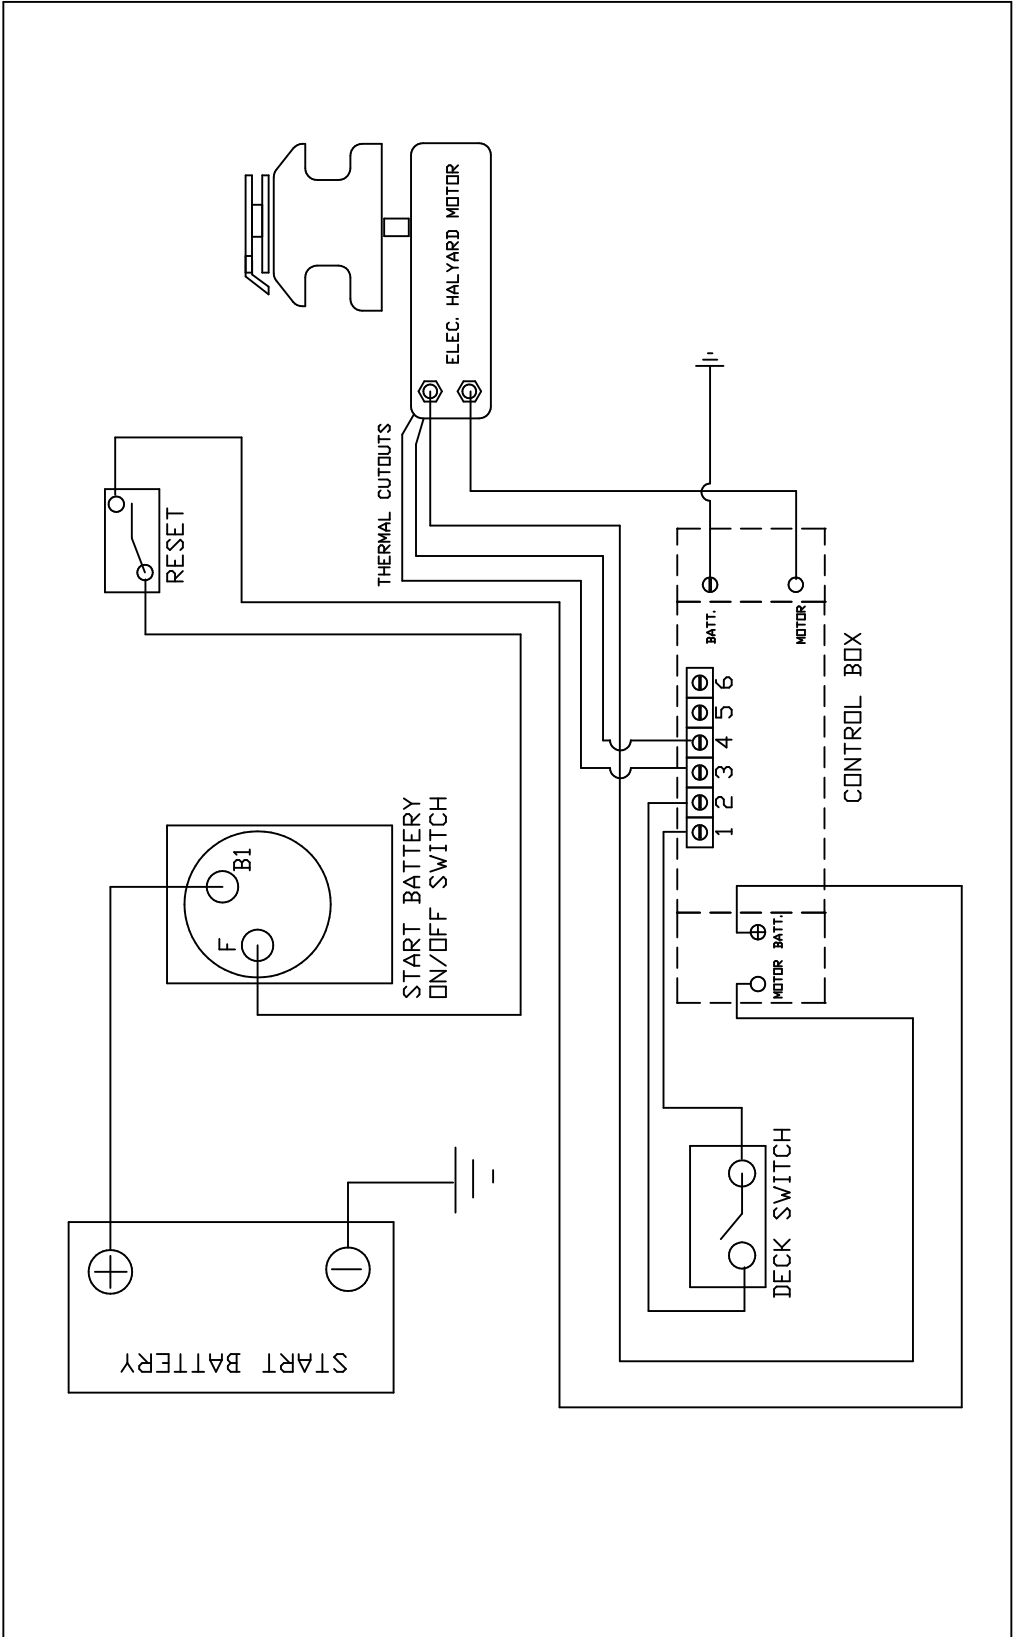 ELEC. HALYARD MOTOR
THERMAL CUTOUTS
RESET
BATT.
MOTOR
CONTROL BOX
6
5
4
3
2
1
START BATTERY
ON/OFF SWITCH
B1
F
MOTOR BATT.
DECK SWITCH
START BATTERY